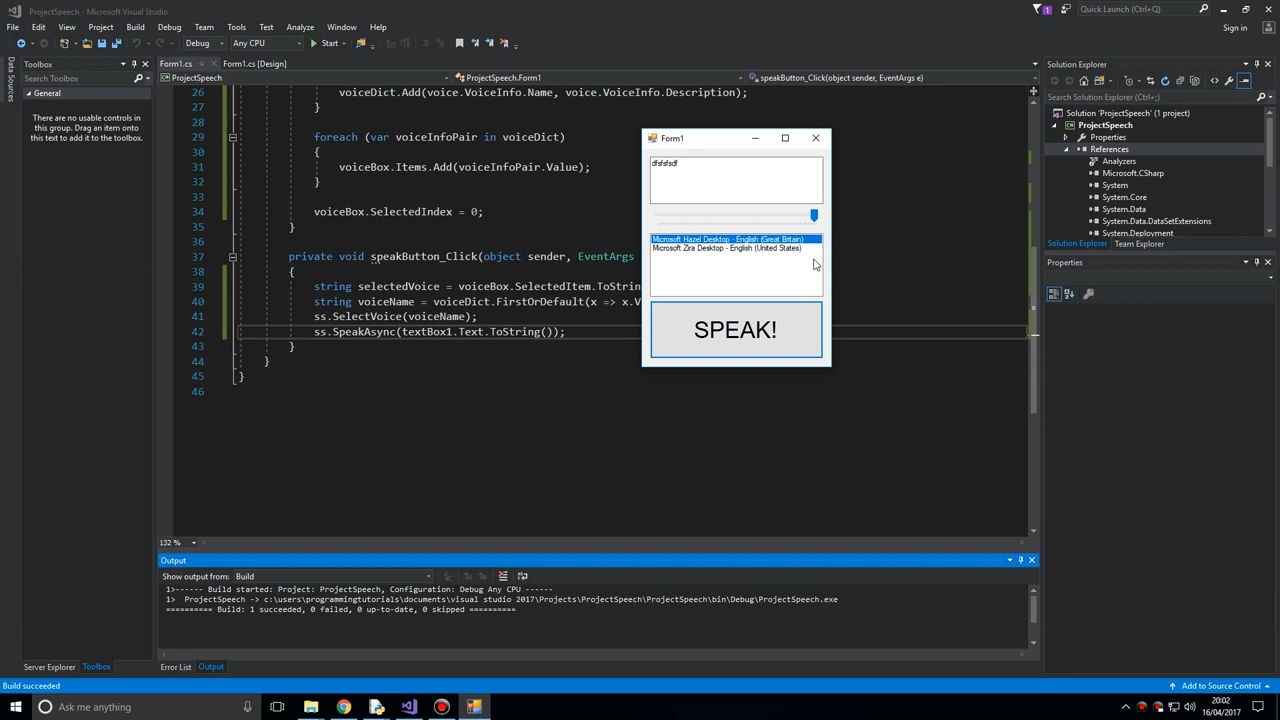 ProjectSpeech - Microsoft Visual Studio
1
Quick Launch (Ctrl+Q)
File Edit View Project Build Debug Team Tools Test Analyze Window Help
Sign in
Debug Any CPU Start
Toolbox
Form1.cs Form1.cs [Design]
Solution Explorer
Data Sources
Search Toolbox
ProjectSpeech ProjectSpeech.Form1 speakButton_Click(object sender, EventArgs e)
General
There are no usable controls in
this group. Drag an item onto
this text to add it to the toolbox.
26 voiceDict.Add(voice.VoiceInfo.Name, voice.VoiceInfo.Description);
27 }
28
29 foreach (var voiceInfoPair in voiceDict)
30 {
31 voiceBox.Items.Add(voiceInfoPair.Value);
32 }
33
34 voiceBox.SelectedIndex = 0;
35 }
36
37 private void speakButton_Click(object sender, EventArgs
38 {
39 string selectedVoice = voiceBox.SelectedItem.ToStrin
40 string voiceName = voiceDict.FirstOrDefault(x => x.V
41 ss.SelectVoice(voiceName);
42 ss.SpeakAsync(textBox1.Text.ToString());
43 }
44 }
45 }
46
Form1
dfsfsfsdf
Microsoft Hazel Desktop - English (Great Britain)
Microsoft Zira Desktop - English (United States)
SPEAK!
Search Solution Explorer (Ctrl+;)
Solution 'ProjectSpeech' (1 project)
ProjectSpeech
Properties
References
Analyzers
Microsoft.CSharp
System
System.Core
System.Data
System.Data.DataSetExtensions
System.Deployment
Solution Explorer Team Explorer
Properties
132 %
Output
Show output from: Build
1>------ Build started: Project: ProjectSpeech, Configuration: Debug Any CPU ------
1> ProjectSpeech -> c:\users\programmingtutorials\documents\visual studio 2017\Projects\ProjectSpeech\ProjectSpeech\bin\Debug\ProjectSpeech.exe
========== Build: 1 succeeded, 0 failed, 0 up-to-date, 0 skipped ==========
Server Explorer Toolbox
Error List Output
Build succeeded
Add to Source Control
Ask me anything
20:02
16/04/2017